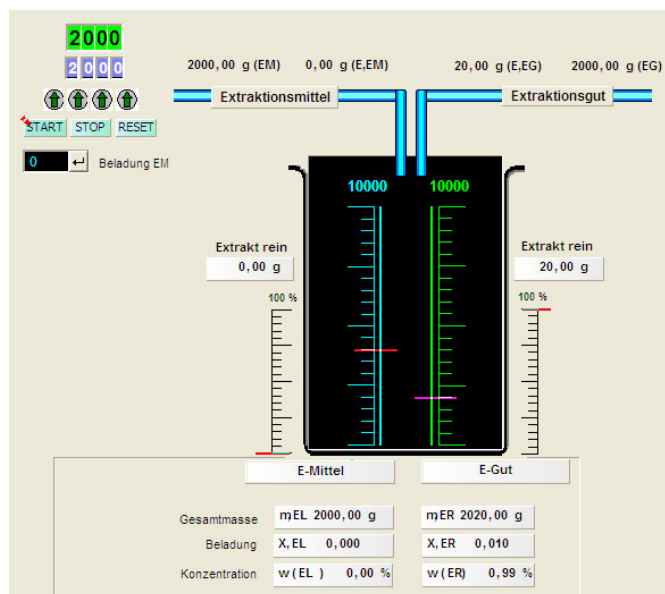 2000
2000
2000,00 g (EM) 0,00 g (E,EM) 20,00 g (E,EG) 2000,00 g (EG)
Extraktionsmittel Extraktionsgut
START STOP RESET
0 ↵ Beladung EM
10000 10000
Extrakt rein Extrakt rein
0,00 g 20,00 g
100 % 100 %
E-Mittel E-Gut
Gesamtmasse m,EL 2000,00 g m,ER 2020,00 g
Beladung X,EL 0,000 X,ER 0,010
Konzentration w(EL ) 0,00 % w(ER) 0,99 %